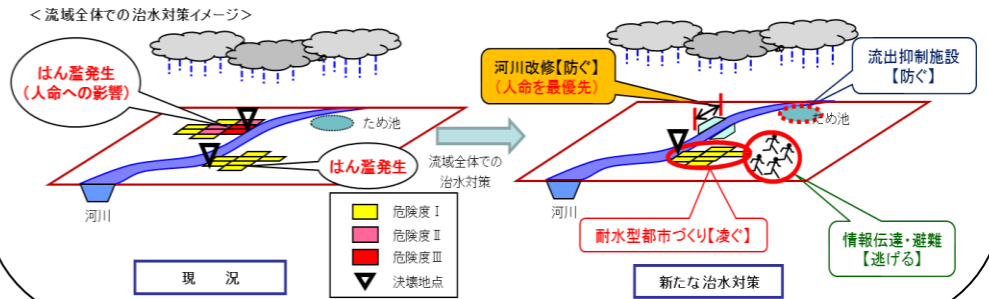 ＜流域全体での治水対策イメージ＞
はん濫発生
（人命への影響）
ため池
はん濫発生
河川
危険度Ⅰ
危険度Ⅱ
危険度Ⅲ
決壊地点
現　況
流域全体での
治水対策
河川改修【防ぐ】
（人命を最優先）
流出抑制施設
【防ぐ】
ため池
河川
耐水型都市づくり【凌ぐ】
情報伝達・避難
【逃げる】
新たな治水対策